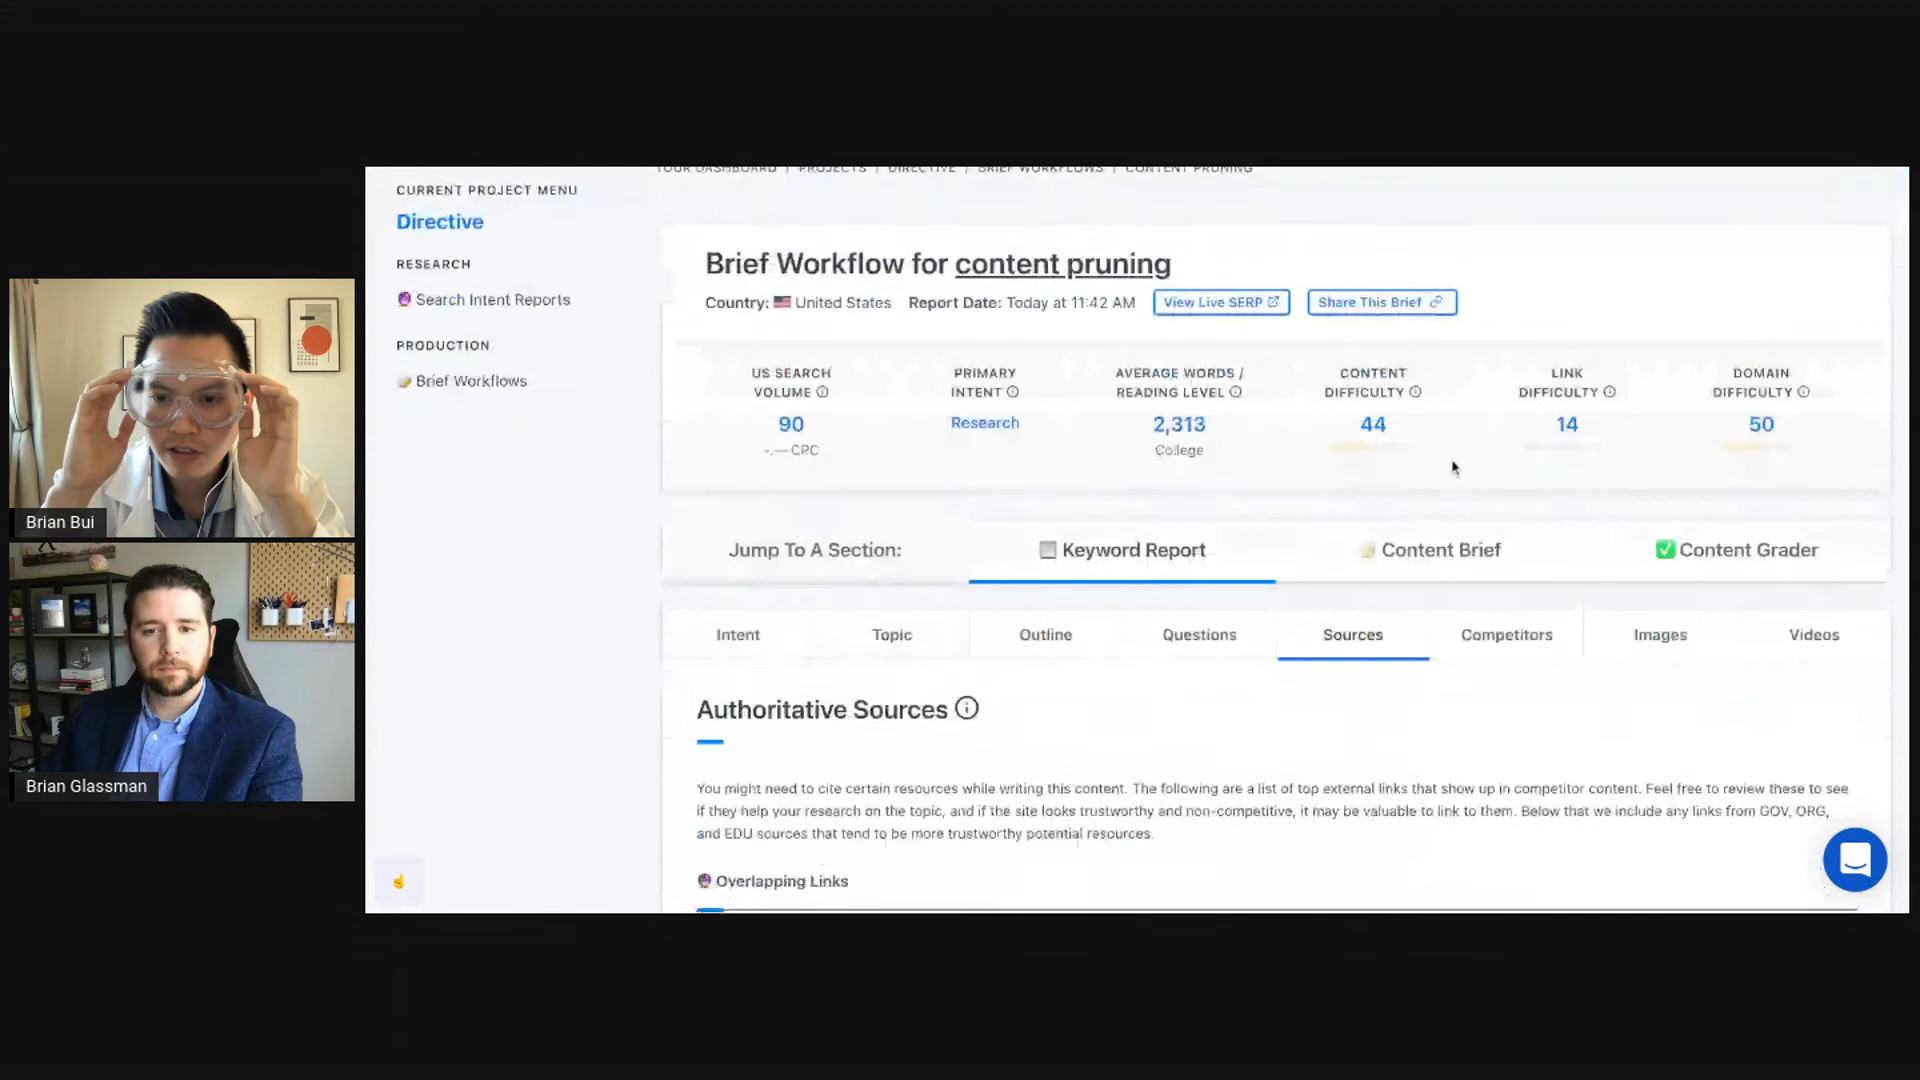 YOUR DASHBOARD / PROJECTS / DIRECTIVE / BRIEF WORKFLOWS / CONTENT PRUNING
CURRENT PROJECT MENU
Directive
RESEARCH
Search Intent Reports
PRODUCTION
Brief Workflows
Brief Workflow for content pruning
Country: United States Report Date: Today at 11:42 AM View Live SERP Share This Brief
US SEARCH VOLUME
90
-.-- CPC
PRIMARY INTENT
Research
AVERAGE WORDS / READING LEVEL
2,313
College
CONTENT DIFFICULTY
44
LINK DIFFICULTY
14
DOMAIN DIFFICULTY
50
Jump To A Section: Keyword Report Content Brief Content Grader
Intent Topic Outline Questions Sources Competitors Images Videos
Authoritative Sources
You might need to cite certain resources while writing this content. The following are a list of top external links that show up in competitor content. Feel free to review these to see
if they help your research on the topic, and if the site looks trustworthy and non-competitive, it may be valuable to link to them. Below that we include any links from GOV, ORG,
and EDU sources that tend to be more trustworthy potential resources.
Overlapping Links
Brian Bui
Brian Glassman